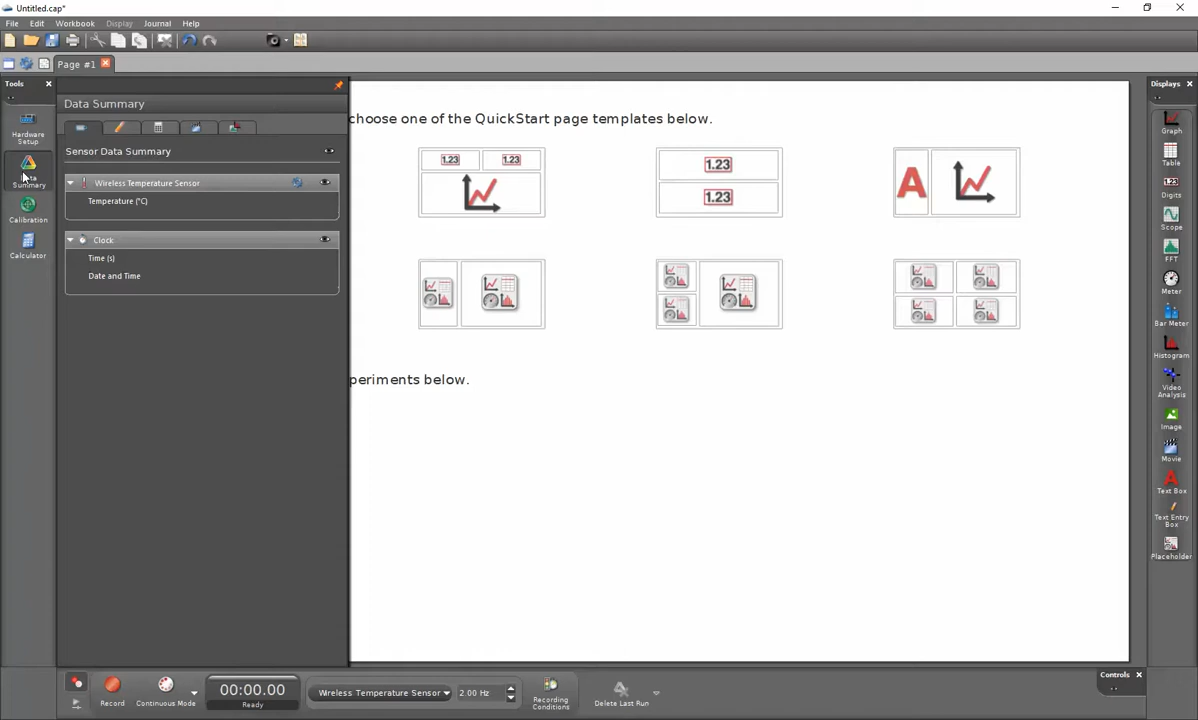 Untitled.cap*
File Edit Workbook Display Journal Help
Page #1
Tools
Displays
Hardware
Setup
Data
Summary
Calibration
Calculator
Data Summary
Sensor Data Summary
Wireless Temperature Sensor
Temperature (°C)
Clock
Time (s)
Date and Time
choose one of the QuickStart page templates below.
1.23 1.23
1.23
1.23
A
periments below.
Graph
Table
1.23
Digits
Scope
FFT
Meter
Bar Meter
Histogram
Video
Analysis
Image
Movie
A
Text Box
Text Entry
Box
Placeholder
Record
Continuous Mode
00:00.00
Ready
Wireless Temperature Sensor
2.00 Hz
Recording
Conditions
Delete Last Run
Controls